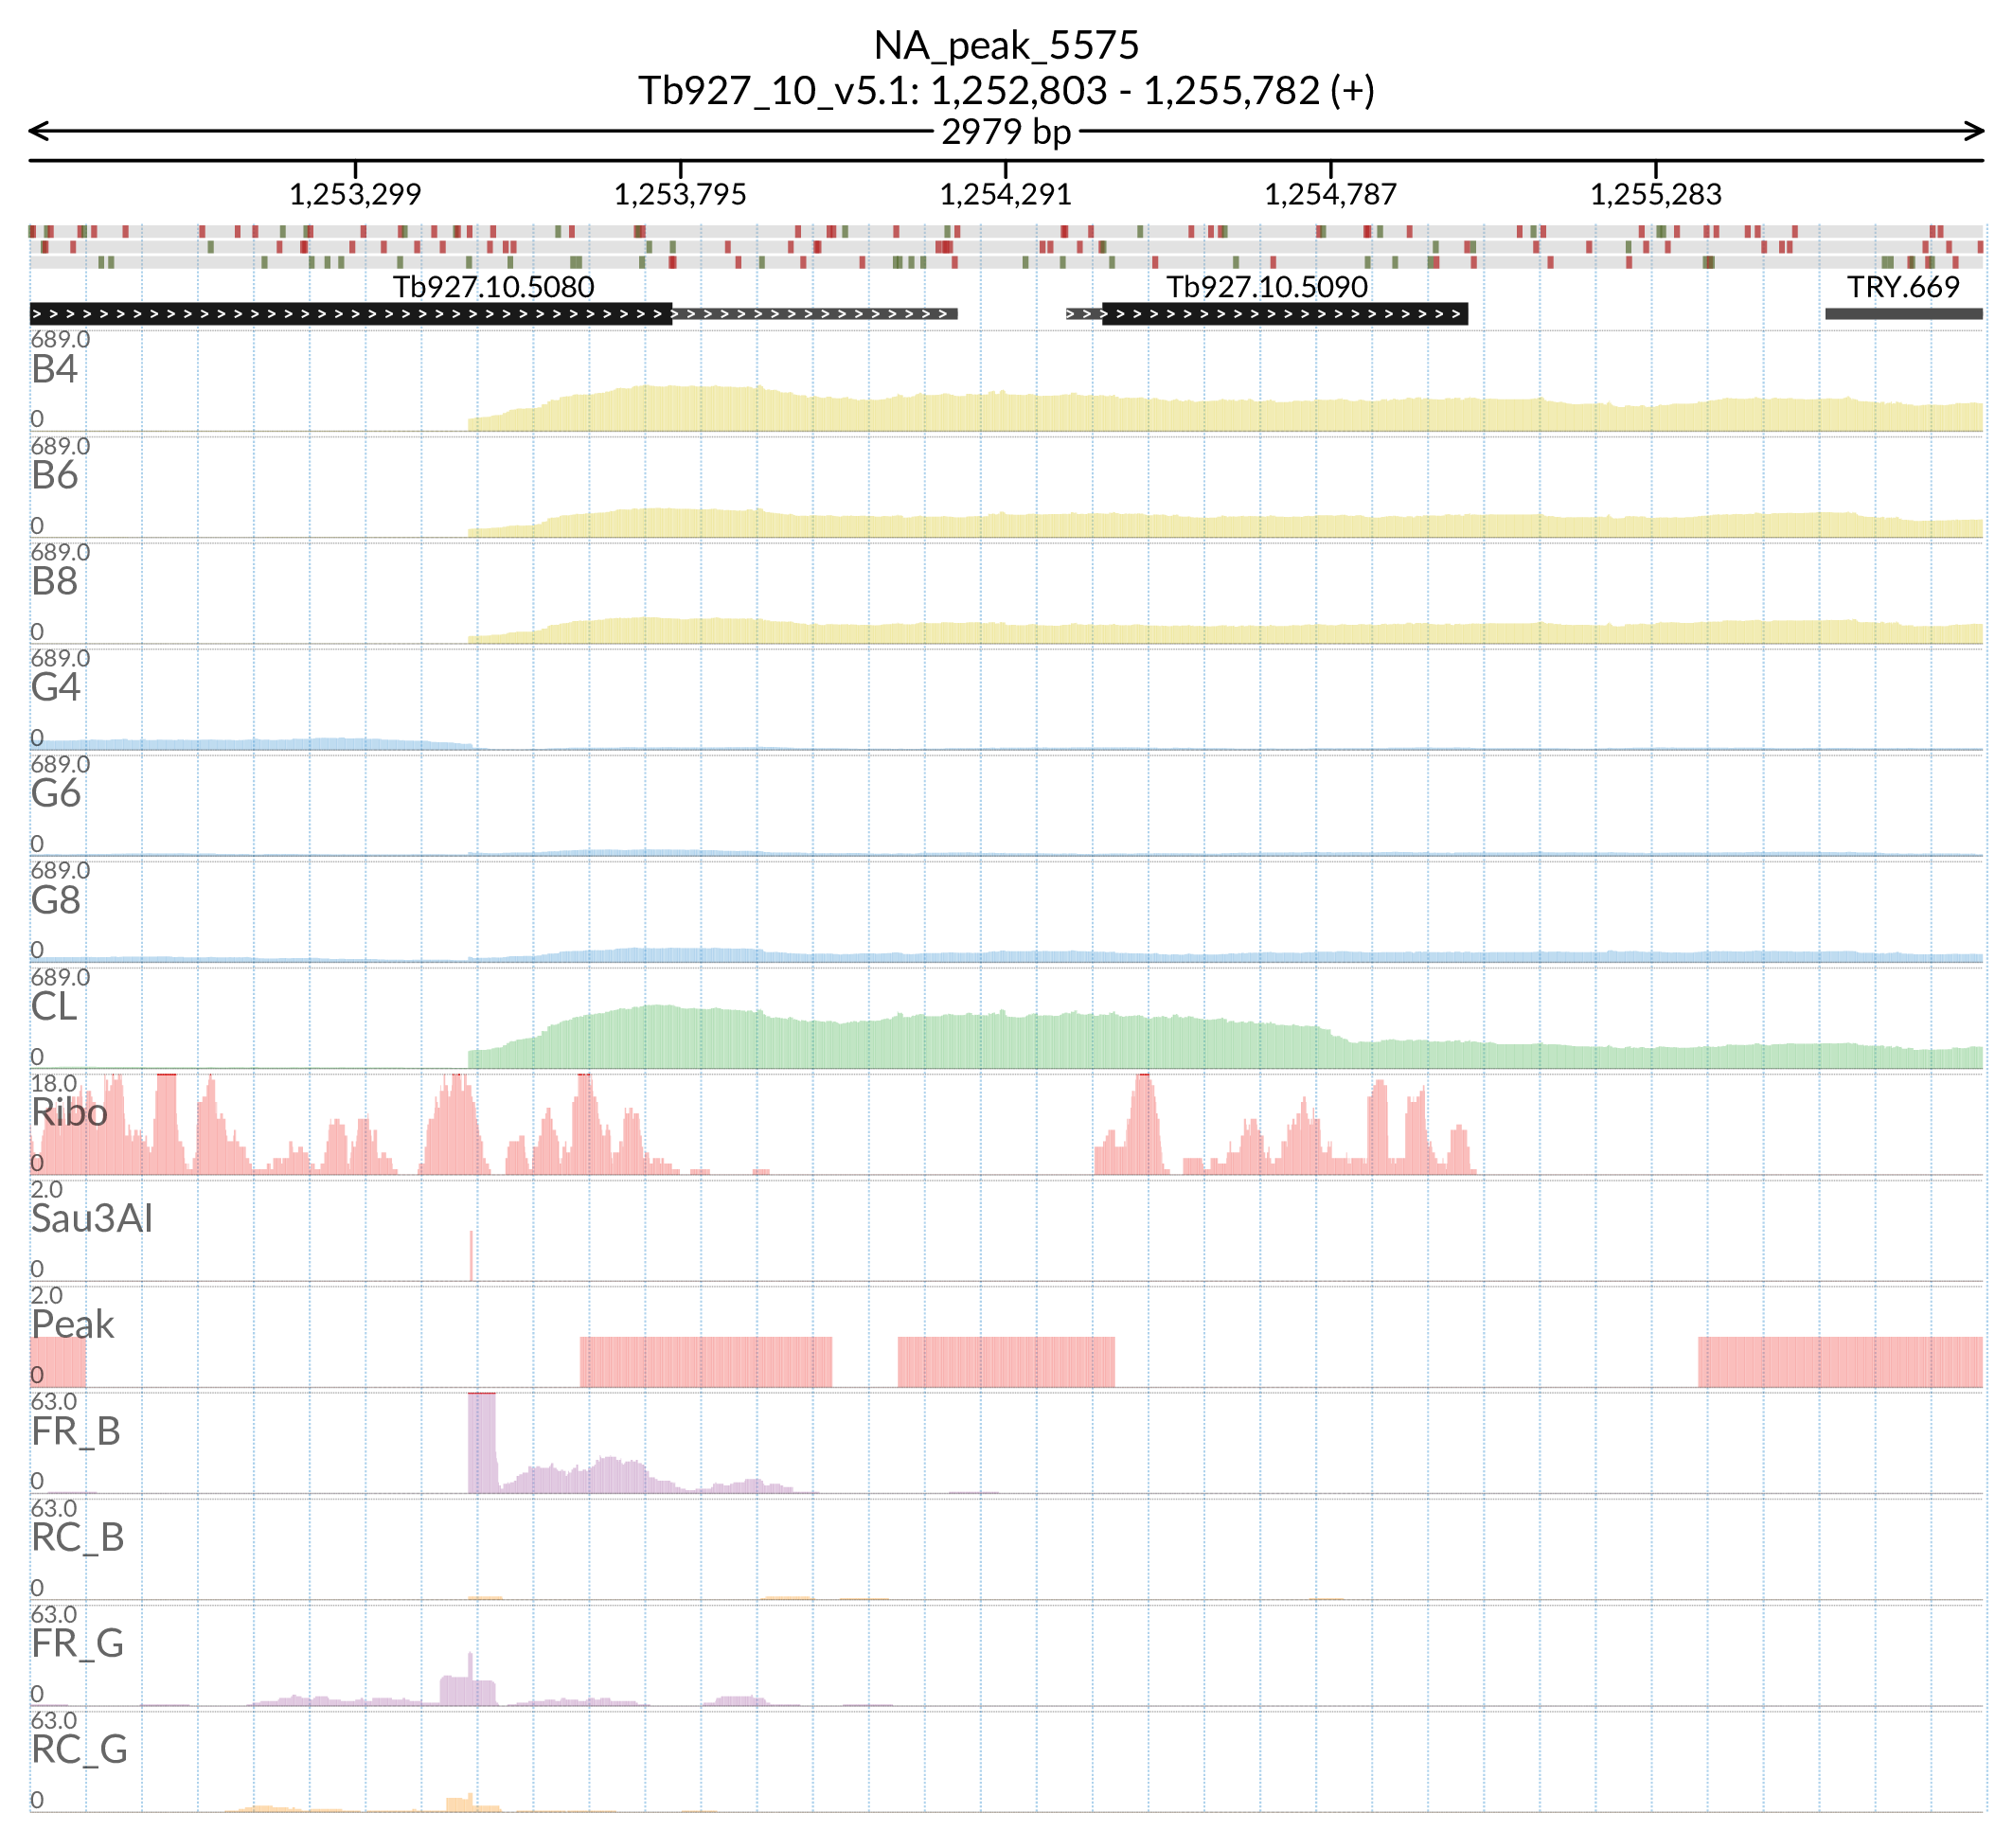 NA_peak_5575
Tb927_10_v5.1: 1,252,803 - 1,255,782 (+)
2979 bp
1,253,299 1,253,795 1,254,291 1,254,787 1,255,283
Tb927.10.5080 Tb927.10.5090 TRY.669
689.0
B4
0
689.0
B6
0
689.0
B8
0
689.0
G4
0
689.0
G6
0
689.0
G8
0
689.0
CL
0
18.0
Ribo
0
2.0
Sau3AI
0
2.0
Peak
0
63.0
FR_B
0
63.0
RC_B
0
63.0
FR_G
0
63.0
RC_G
0